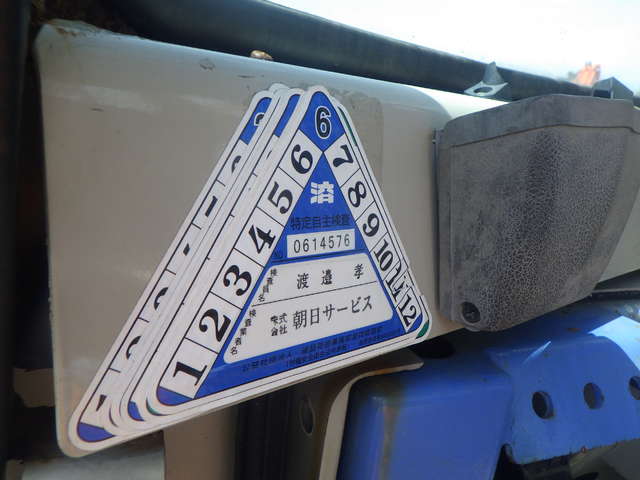 6
1 2 3 4 5 6
7 8 9 10 11 12
済
特定自主検査
No 0614576
検査員名 渡邉 孝
検査業者名 株式会社 朝日サービス